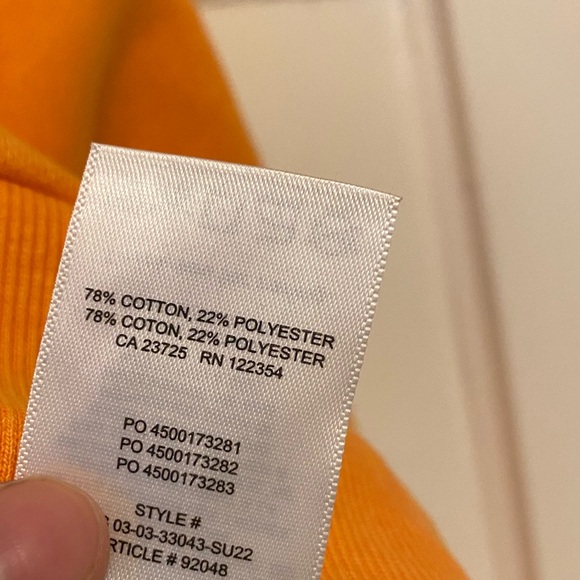 78% COTTON, 22% POLYESTER
78% COTON, 22% POLYESTER
CA 23725 RN 122354
PO 4500173281
PO 4500173282
PO 4500173283
STYLE #
03-03-33043-SU22
ARTICLE # 92048